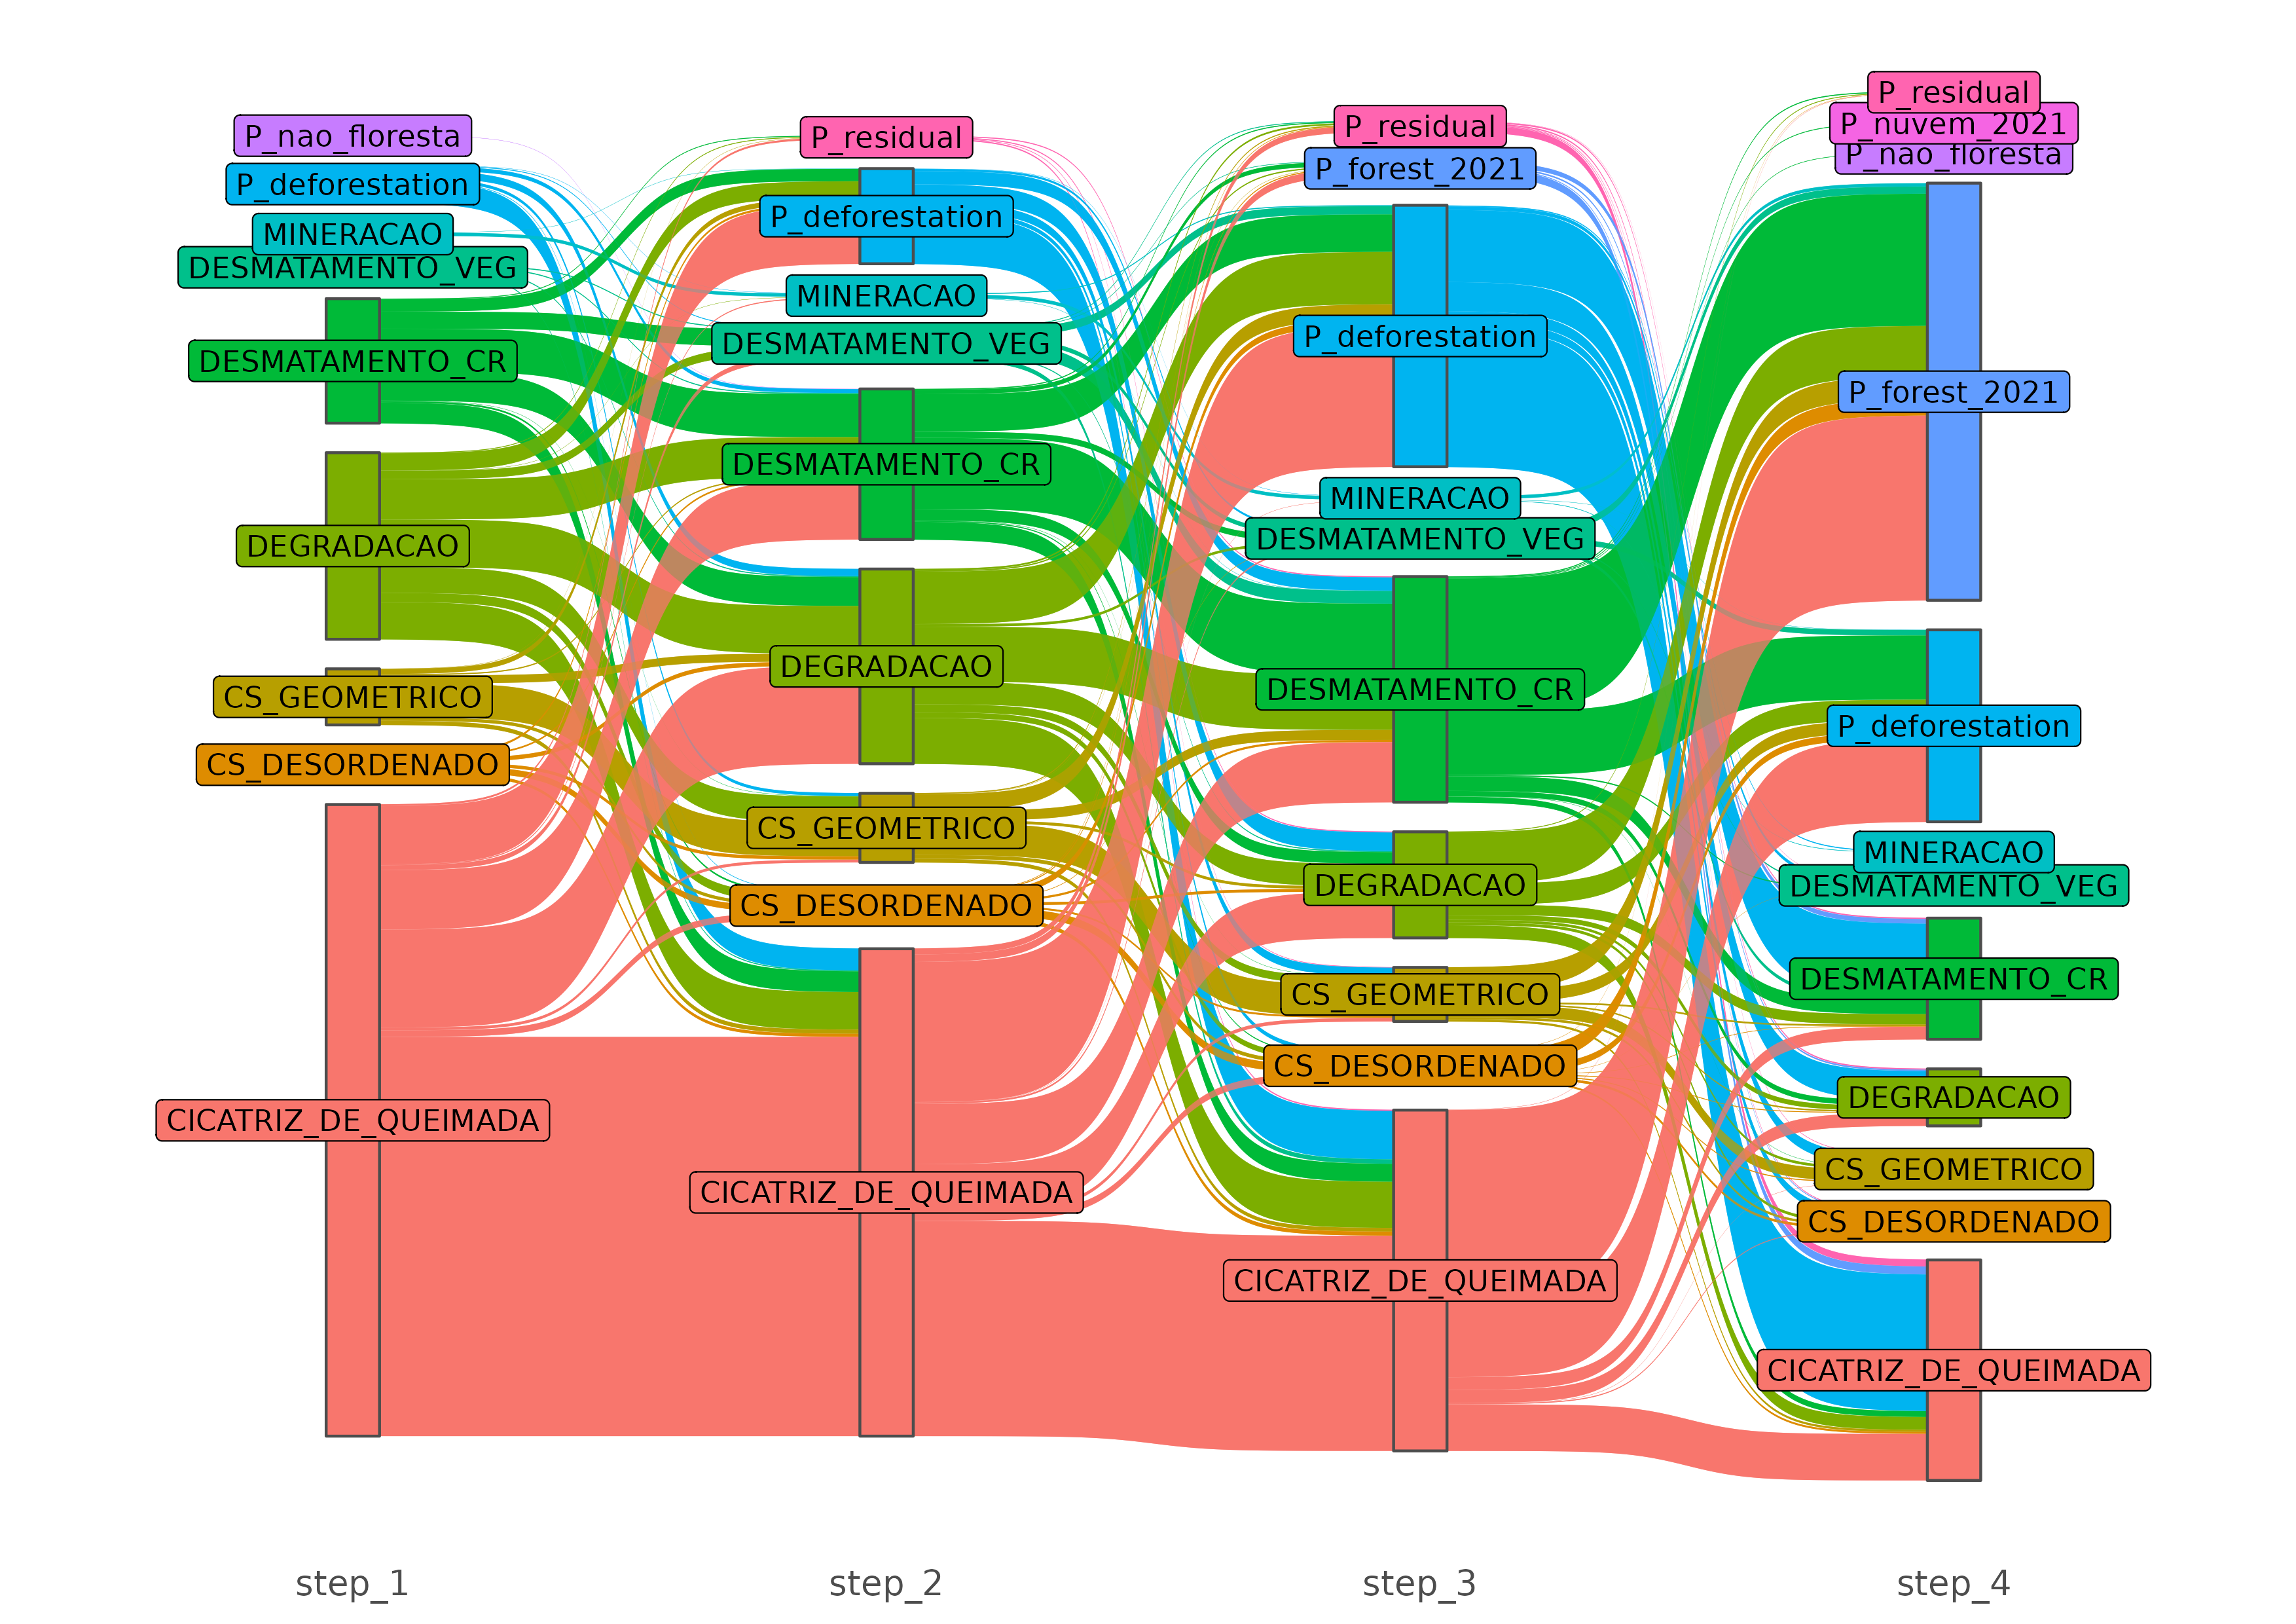 P_nao_floresta
P_deforestation
MINERACAO
DESMATAMENTO_VEG
DESMATAMENTO_CR
DEGRADACAO
CS_GEOMETRICO
CS_DESORDENADO
CICATRIZ_DE_QUEIMADA
step_1
P_residual
P_deforestation
MINERACAO
DESMATAMENTO_VEG
DESMATAMENTO_CR
DEGRADACAO
CS_GEOMETRICO
CS_DESORDENADO
CICATRIZ_DE_QUEIMADA
step_2
P_residual
P_forest_2021
P_deforestation
MINERACAO
DESMATAMENTO_VEG
DESMATAMENTO_CR
DEGRADACAO
CS_GEOMETRICO
CS_DESORDENADO
CICATRIZ_DE_QUEIMADA
step_3
P_residual
P_nuvem_2021
P_nao_floresta
P_forest_2021
P_deforestation
MINERACAO
DESMATAMENTO_VEG
DESMATAMENTO_CR
DEGRADACAO
CS_GEOMETRICO
CS_DESORDENADO
CICATRIZ_DE_QUEIMADA
step_4